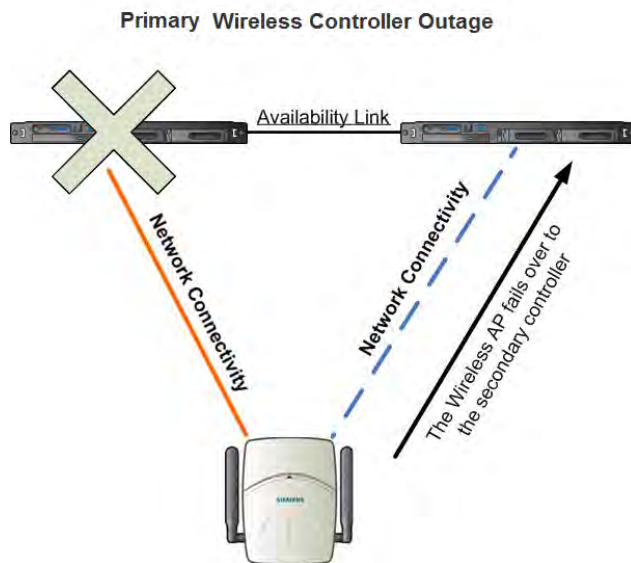 Primary Wireless Controller Outage
Availability Link
Network Connectivity
Network Connectivity
The Wireless AP fails over to
the secondary controller
SIEMENS